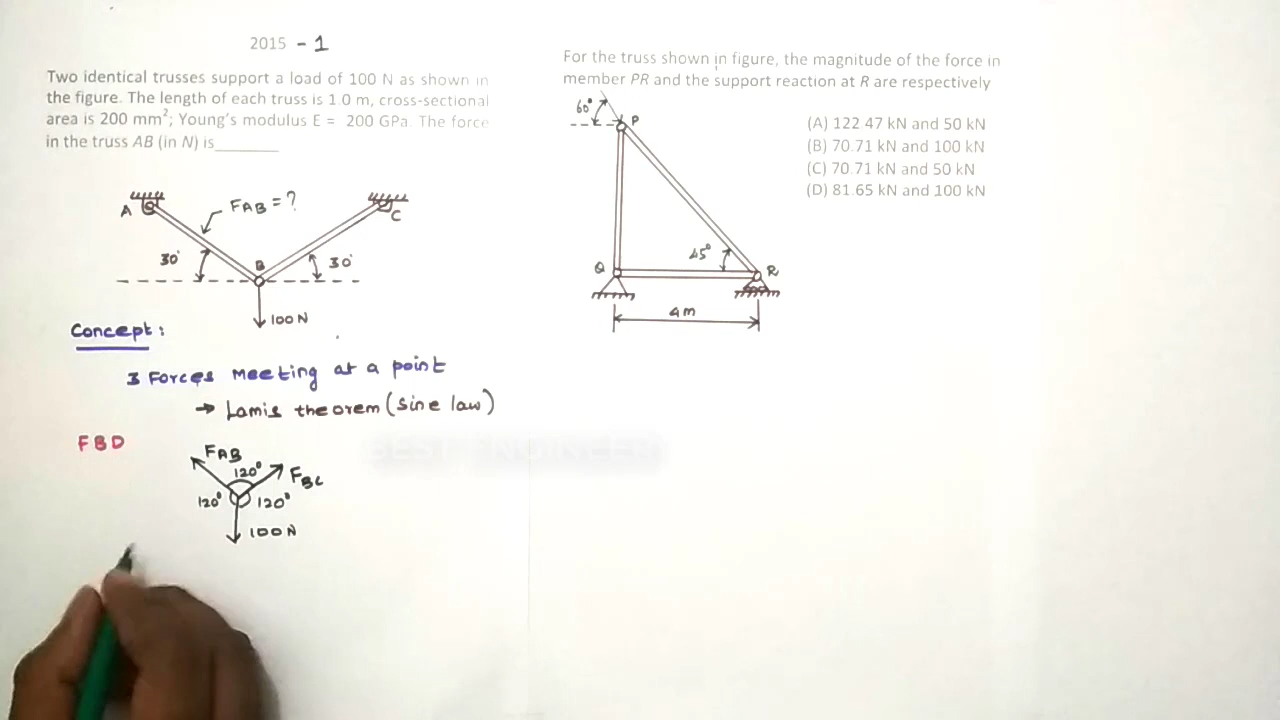 2015 - 1
Two identical trusses support a load of 100 N as shown in
the figure. The length of each truss is 1.0 m, cross-sectional
area is 200 mm²; Young's modulus E = 200 GPa. The force
in the truss AB (in N) is_______
A
FAB = ?
C
30°
B
30°
100 N
Concept:
3 Forces meeting at a point
→ Lamis theorem (sine law)
FBD
FAB
120°
FBC
120°
120°
100 N
For the truss shown in figure, the magnitude of the force in
member PR and the support reaction at R are respectively
60°
P
(A) 122.47 kN and 50 kN
(B) 70.71 kN and 100 kN
(C) 70.71 kN and 50 kN
(D) 81.65 kN and 100 kN
45°
Q
R
4m
BEST ENGINEER